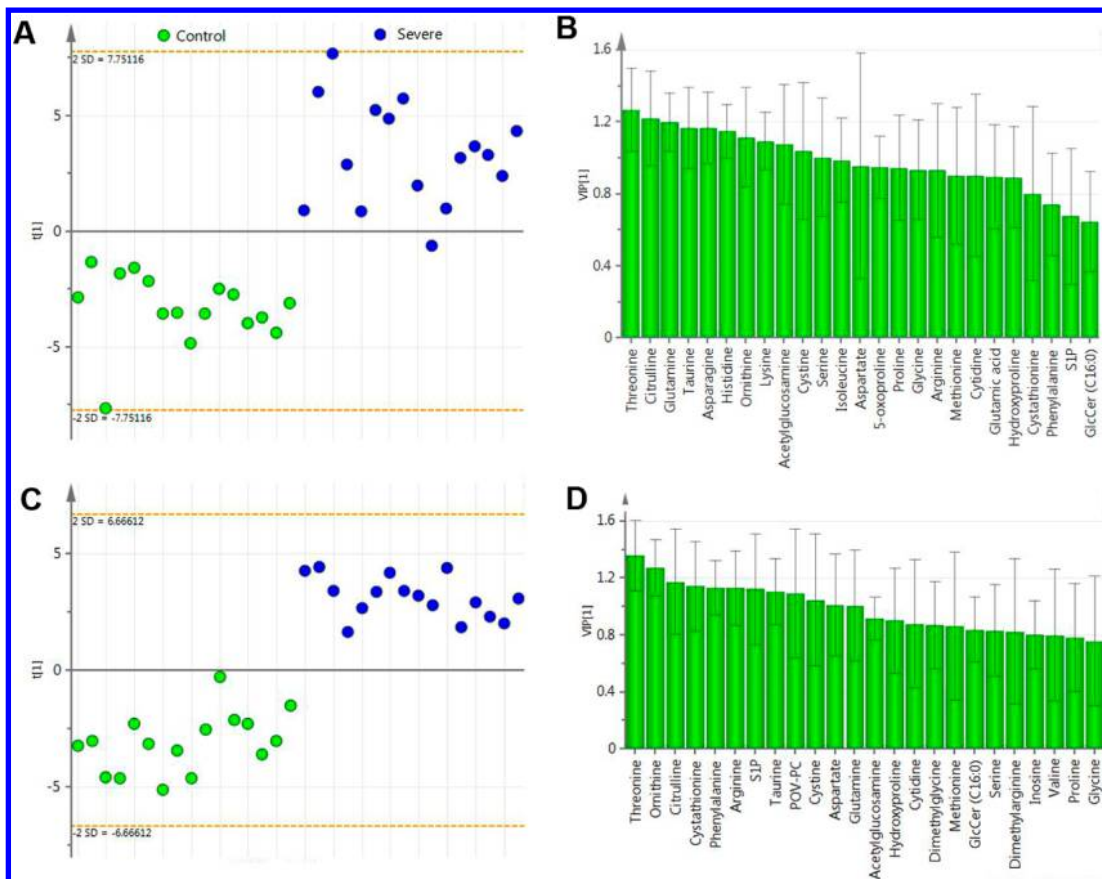 A
Control
Severe
2 SD = 7.75116
5
0
-5
-2 SD = -7.75116
t[1]
B
1.6
1.2
0.8
0.4
0
VIP[1]
Threonine
Citrulline
Glutamine
Taurine
Asparagine
Histidine
Ornithine
Lysine
Acetylglucosamine
Cystine
Serine
Isoleucine
Aspartate
5-oxoproline
Proline
Glycine
Arginine
Methionine
Cytidine
Glutamic acid
Hydroxyproline
Cystathionine
Phenylalanine
S1P
GlcCer (C16:0)
C
2 SD = 6.66612
5
0
-5
-2 SD = -6.66612
t[1]
D
1.6
1.2
0.8
0.4
0
VIP[1]
Threonine
Ornithine
Citrulline
Cystathionine
Phenylalanine
Arginine
S1P
Taurine
POV-PC
Cystine
Aspartate
Glutamine
Acetylglucosamine
Hydroxyproline
Cytidine
Dimethylglycine
Methionine
GlcCer (C16:0)
Serine
Dimethylarginine
Inosine
Valine
Proline
Glycine